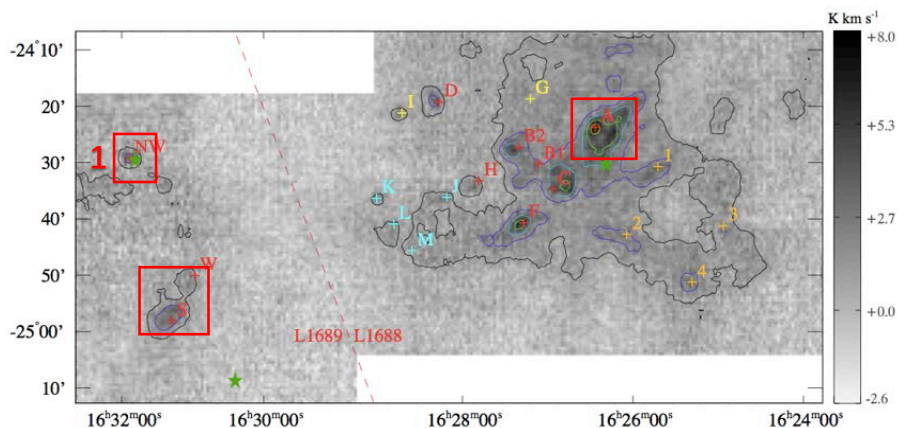 K km s⁻¹
-24°10'
20'
30'
40'
50'
-25°00'
10'
+8.0
+5.3
+2.7
+0.0
-2.6
1
NW
W
S
I
D
G
A
B2
B1
1
H
C
K
J
L
F
2
3
M
4
L1689 L1688
16ʰ32ᵐ00ˢ 16ʰ30ᵐ00ˢ 16ʰ28ᵐ00ˢ 16ʰ26ᵐ00ˢ 16ʰ24ᵐ00ˢ